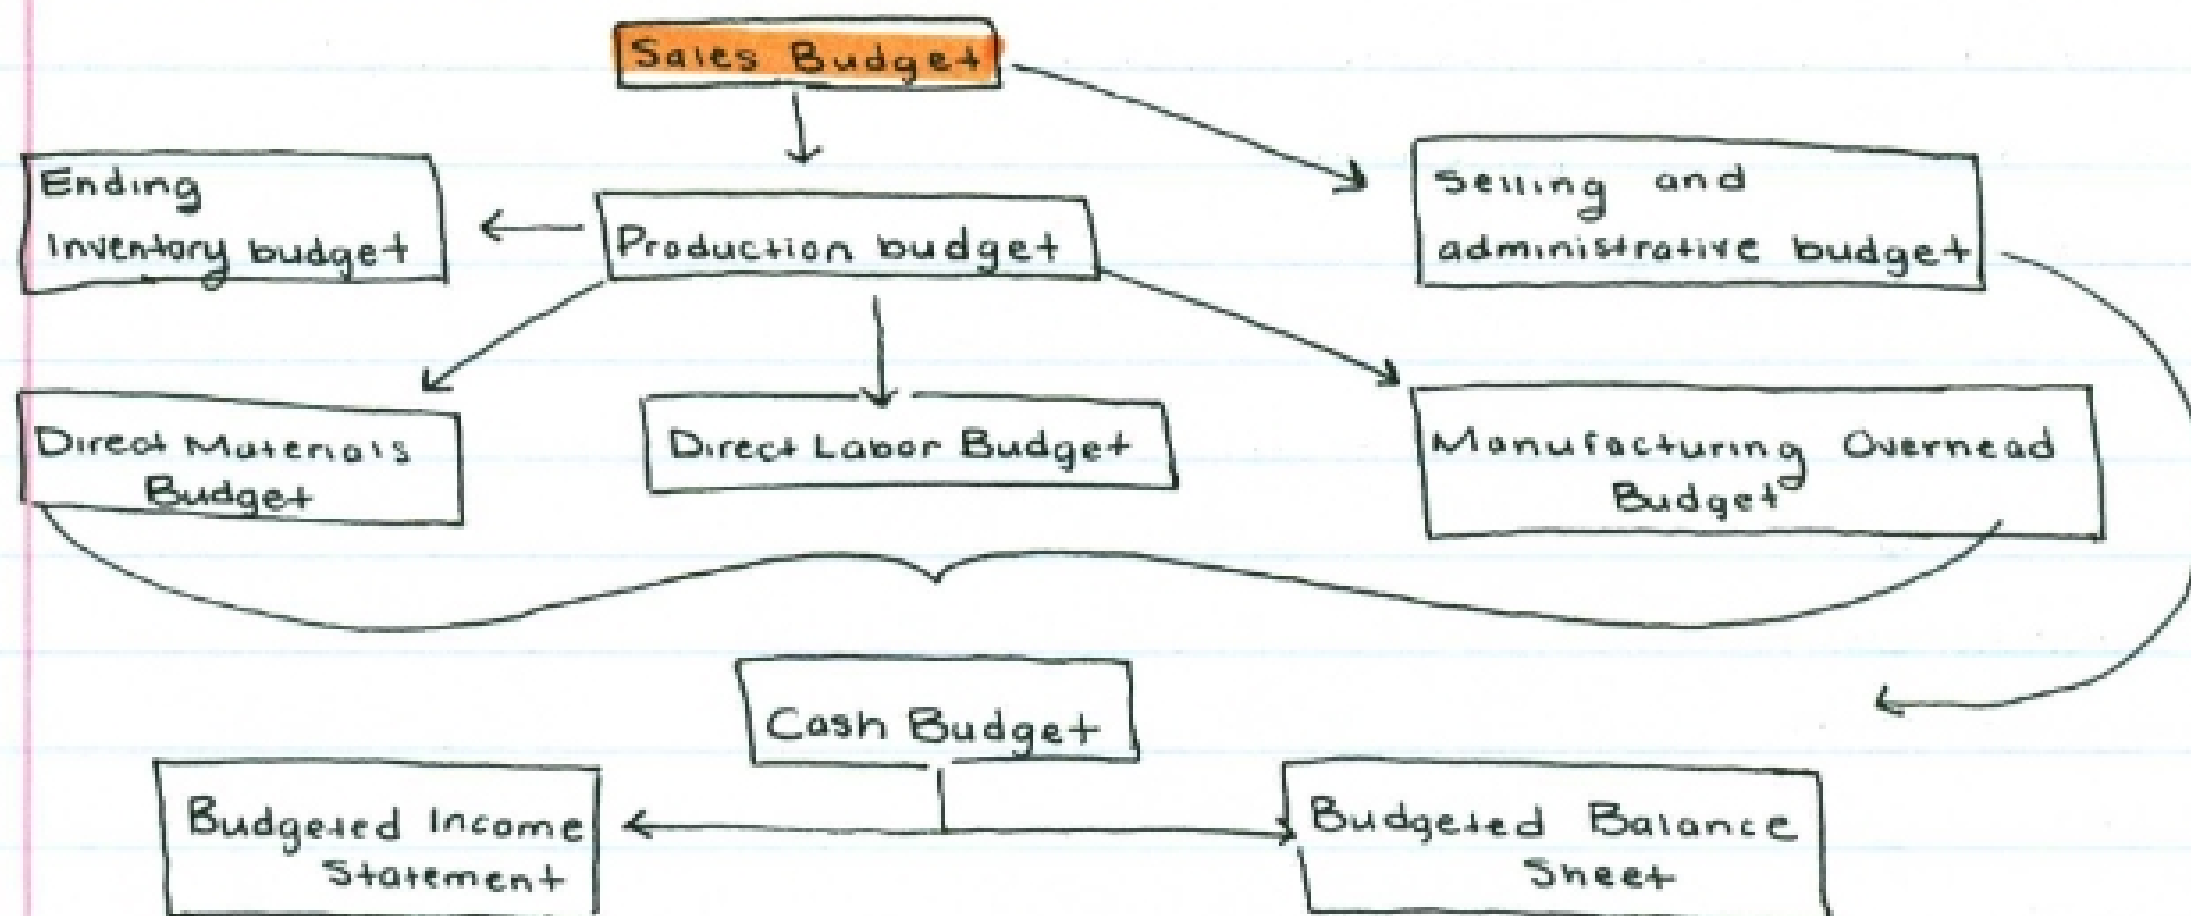 Sales Budget
Ending
Inventory budget
Production budget
Selling and
administrative budget
Direct Materials
Budget
Direct Labor Budget
Manufacturing Overhead
Budget
Cash Budget
Budgeted Income
Statement
Budgeted Balance
Sheet